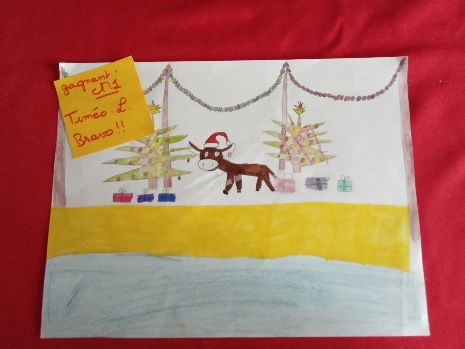 gagnant :
CM1
Timéo. L.
Bravo !!